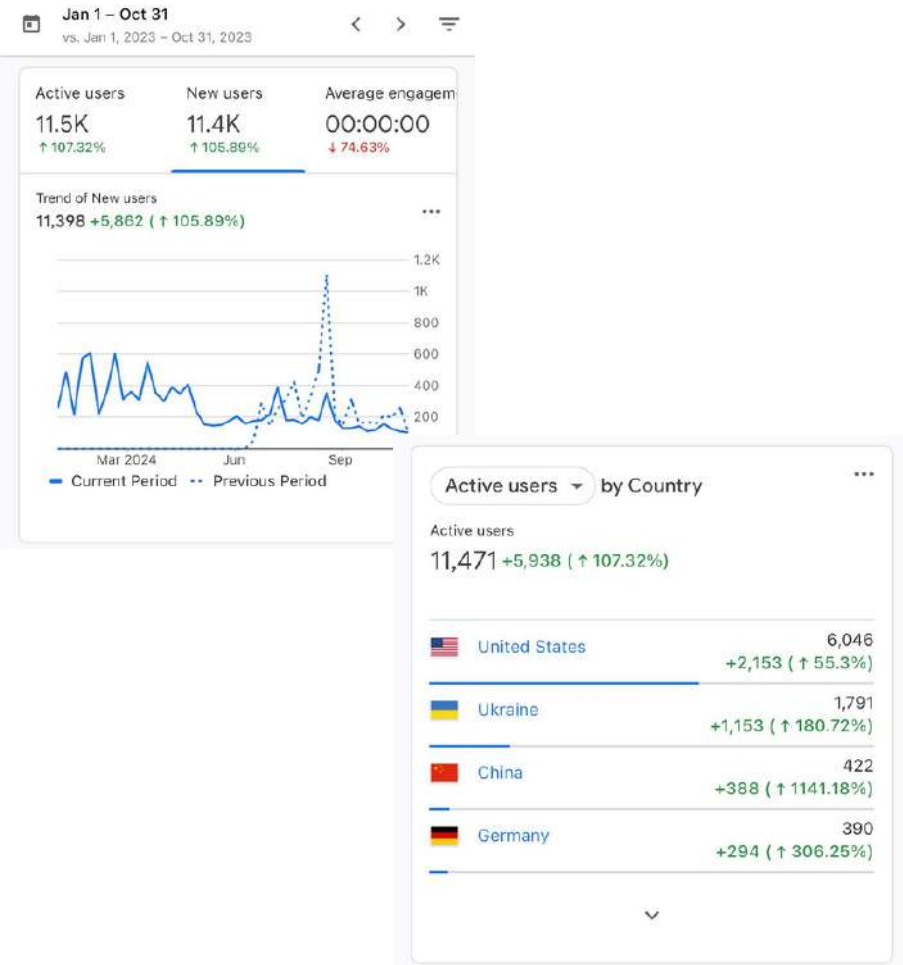 Jan 1 – Oct 31
vs. Jan 1, 2023 – Oct 31, 2023
Active users New users Average engagem
11.5K 11.4K 00:00:00
↑ 107.32% ↑ 105.89% ↓ 74.63%
Trend of New users
11,398 +5,862 ( ↑ 105.89%)
1.2K
1K
800
600
400
200
Mar 2024 Jun Sep
Current Period Previous Period
Active users by Country
Active users
11,471 +5,938 ( ↑ 107.32%)
United States 6,046
+2,153 ( ↑ 55.3%)
Ukraine 1,791
+1,153 ( ↑ 180.72%)
China 422
+388 ( ↑ 1141.18%)
Germany 390
+294 ( ↑ 306.25%)